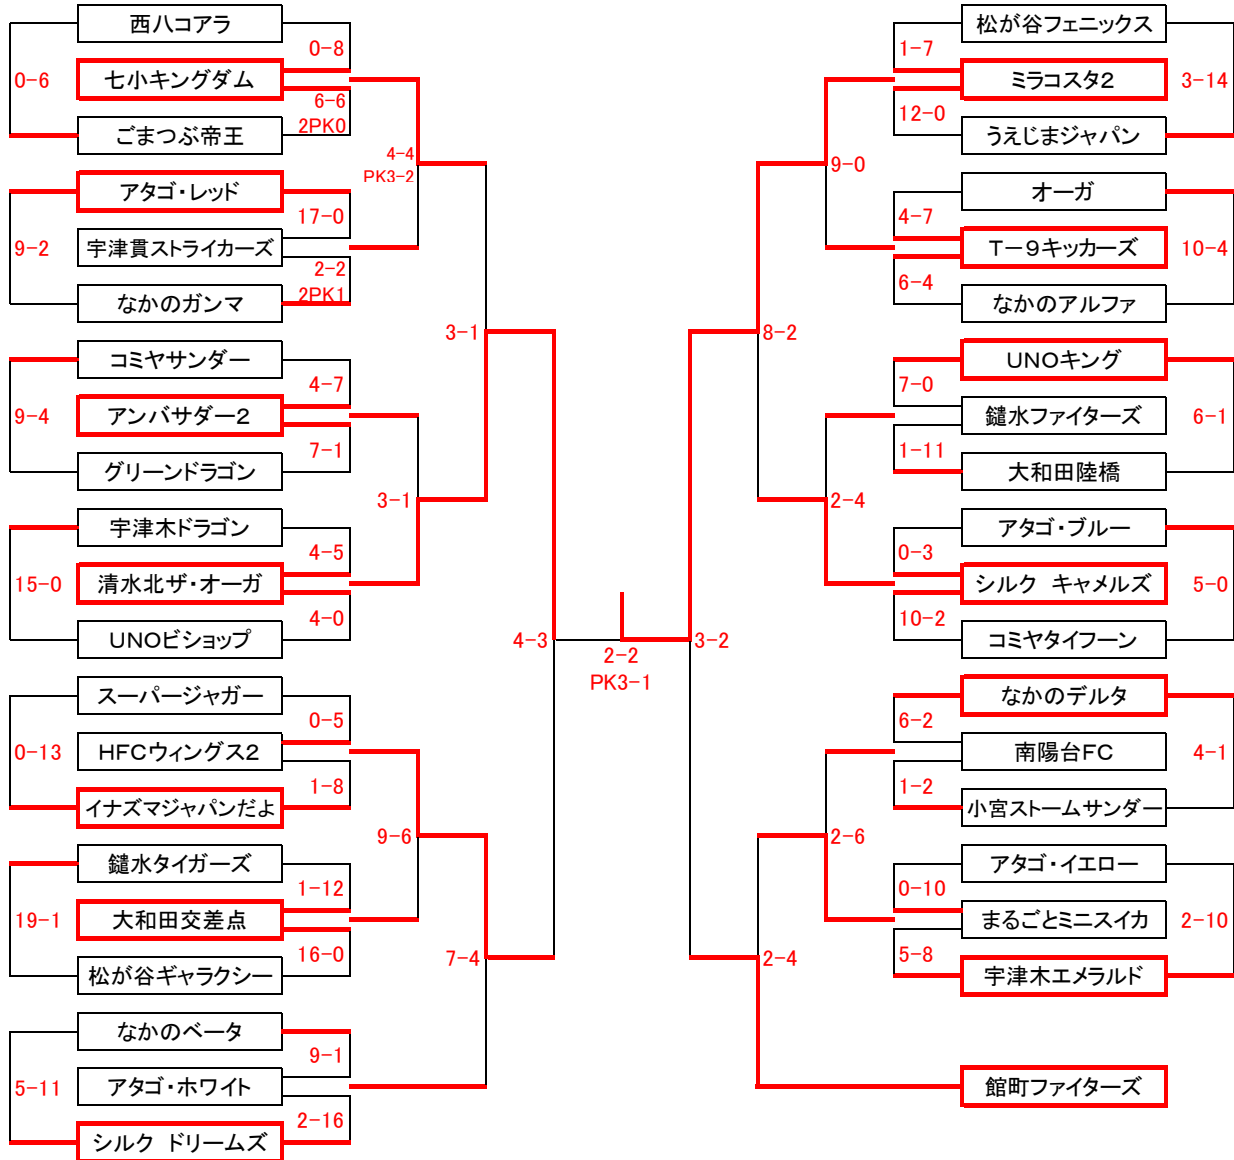 西八コアラ
0-8
0-6
七小キングダム
6-6
2PK0
ごまつぶ帝王
4-4
PK3-2
アタゴ・レッド
17-0
9-2
宇津貫ストライカーズ
2-2
2PK1
なかのガンマ
3-1
コミヤサンダー
4-7
9-4
アンバサダー2
7-1
グリーンドラゴン
3-1
宇津木ドラゴン
4-5
15-0
清水北ザ・オーガ
4-0
UNOビショップ
4-3
スーパージャガー
0-5
0-13
HFCウィングス2
1-8
イナズマジャパンだよ
9-6
鑓水タイガーズ
1-12
19-1
大和田交差点
16-0
松が谷ギャラクシー
7-4
なかのベータ
9-1
5-11
アタゴ・ホワイト
2-16
シルク ドリームズ
2-2
PK3-1
松が谷フェニックス
1-7
ミラコスタ2
3-14
12-0
うえじまジャパン
9-0
オーガ
4-7
T-9キッカーズ
10-4
6-4
なかのアルファ
8-2
UNOキング
7-0
鑓水ファイターズ
6-1
1-11
大和田陸橋
2-4
アタゴ・ブルー
0-3
シルク キャメルズ
5-0
10-2
コミヤタイフーン
3-2
なかのデルタ
6-2
南陽台FC
4-1
1-2
小宮ストームサンダー
2-6
アタゴ・イエロー
0-10
まるごとミニスイカ
2-10
5-8
宇津木エメラルド
2-4
館町ファイターズ